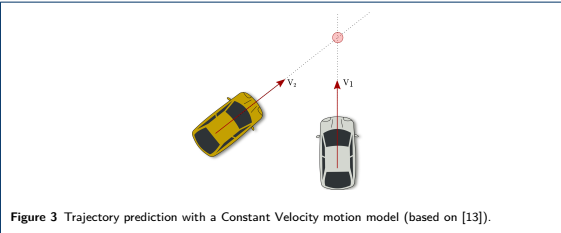 V₂
V1
Figure 3 Trajectory prediction with a Constant Velocity motion model (based on [13]).